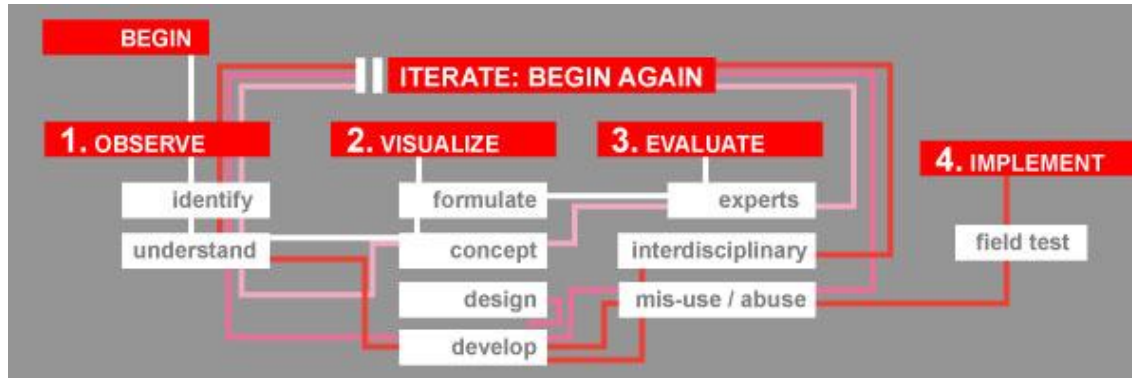 BEGIN
ITERATE: BEGIN AGAIN
1. OBSERVE
identify
understand
2. VISUALIZE
formulate
concept
design
develop
3. EVALUATE
experts
interdisciplinary
mis-use / abuse
4. IMPLEMENT
field test